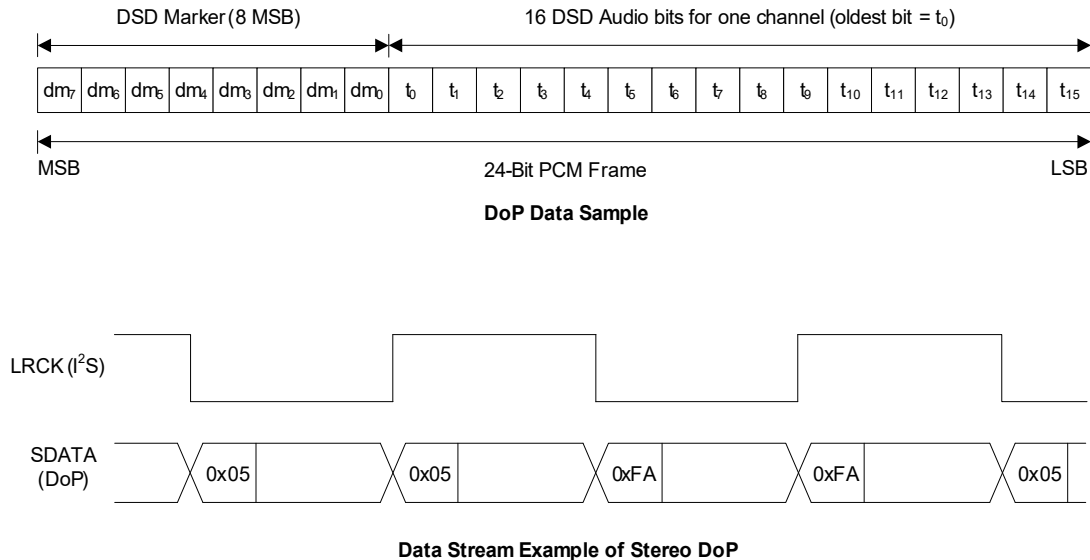 DSD Marker (8 MSB) 16 DSD Audio bits for one channel (oldest bit = t₀)
dm₇ dm₆ dm₅ dm₄ dm₃ dm₂ dm₁ dm₀ t₀ t₁ t₂ t₃ t₄ t₅ t₆ t₇ t₈ t₉ t₁₀ t₁₁ t₁₂ t₁₃ t₁₄ t₁₅
MSB 24-Bit PCM Frame LSB
DoP Data Sample
LRCK (I²S)
SDATA
(DoP)
0x05 0x05 0xFA 0xFA 0x05
Data Stream Example of Stereo DoP